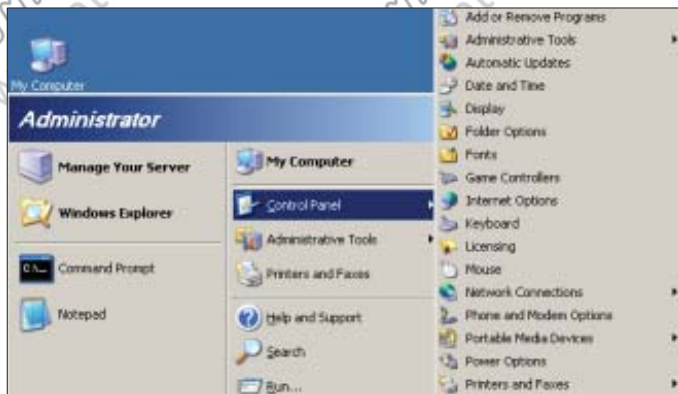 My Computer
Administrator
Manage Your Server
Windows Explorer
Command Prompt
Notepad
My Computer
Control Panel
Administrative Tools
Printers and Faxes
Help and Support
Search
Run...
Add or Remove Programs
Administrative Tools
Automatic Updates
Date and Time
Display
Folder Options
Fonts
Game Controllers
Internet Options
Keyboard
Licensing
Mouse
Network Connections
Phone and Modem Options
Portable Media Devices
Power Options
Printers and Faxes